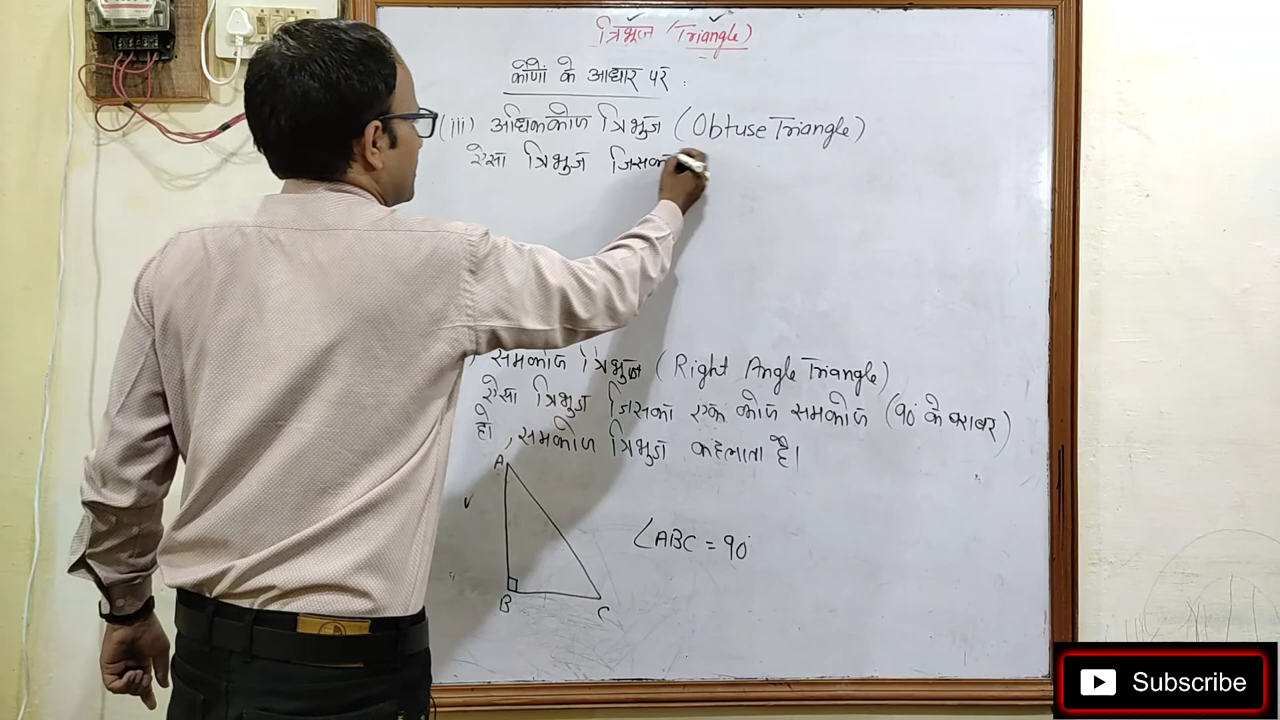 त्रिभुज (Triangle)
कोणों के आधार पर :
(iii) अधिककोण त्रिभुज (Obtuse Triangle)
ऐसा त्रिभुज जिसका
) समकोण त्रिभुज (Right Angle Triangle)
ऐसा त्रिभुज जिसका एक कोण समकोण (90° के बराबर)
हो , समकोण त्रिभुज कहलाता है।
A
∠ABC = 90°
B
C
Subscribe